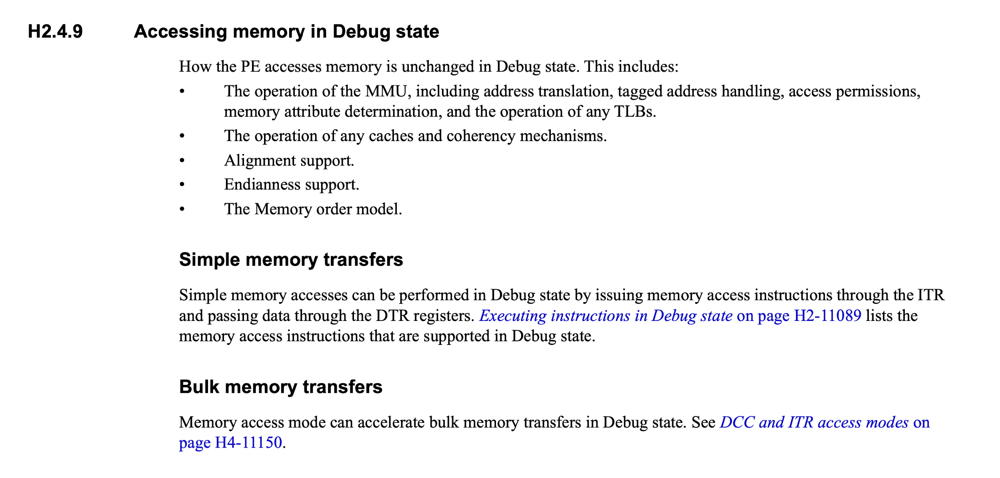 H2.4.9 Accessing memory in Debug state
How the PE accesses memory is unchanged in Debug state. This includes:
• The operation of the MMU, including address translation, tagged address handling, access permissions,
memory attribute determination, and the operation of any TLBs.
• The operation of any caches and coherency mechanisms.
• Alignment support.
• Endianness support.
• The Memory order model.
Simple memory transfers
Simple memory accesses can be performed in Debug state by issuing memory access instructions through the ITR
and passing data through the DTR registers. Executing instructions in Debug state on page H2-11089 lists the
memory access instructions that are supported in Debug state.
Bulk memory transfers
Memory access mode can accelerate bulk memory transfers in Debug state. See DCC and ITR access modes on
page H4-11150.